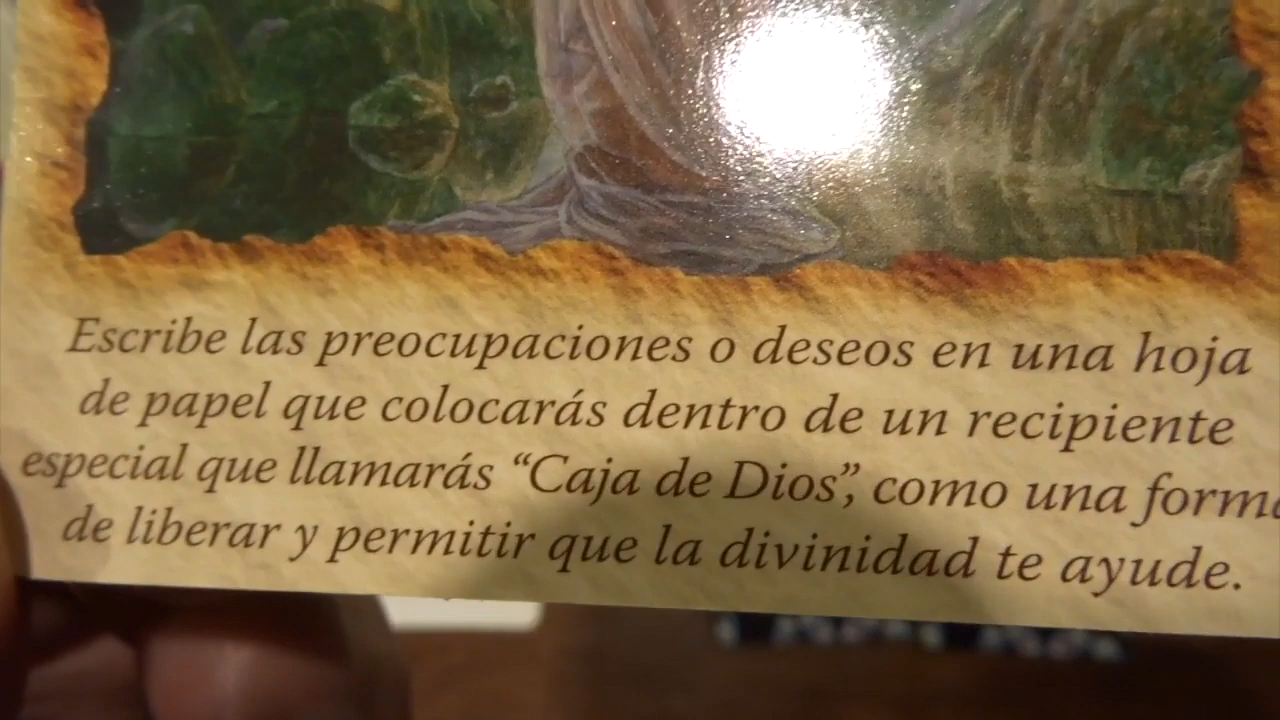 Escribe las preocupaciones o deseos en una hoja
de papel que colocarás dentro de un recipiente
especial que llamarás “Caja de Dios”, como una forma
de liberar y permitir que la divinidad te ayude.